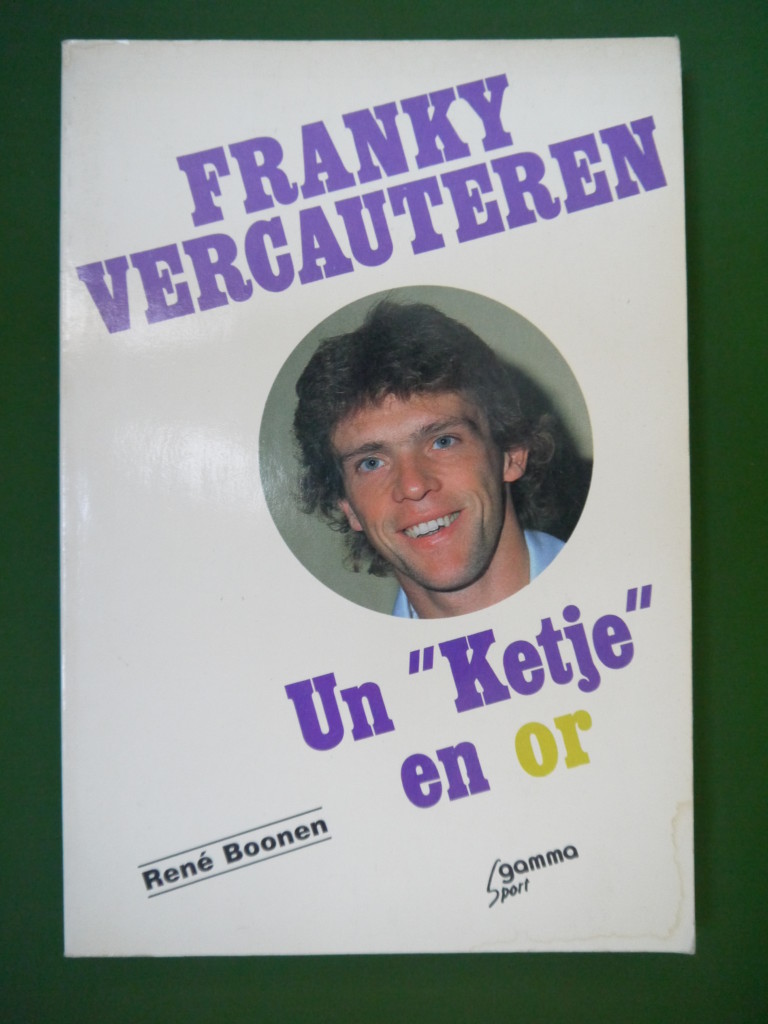 FRANKY
VERCAUTEREN
Un "Ketje"
en or
René Boonen
gamma
Sport